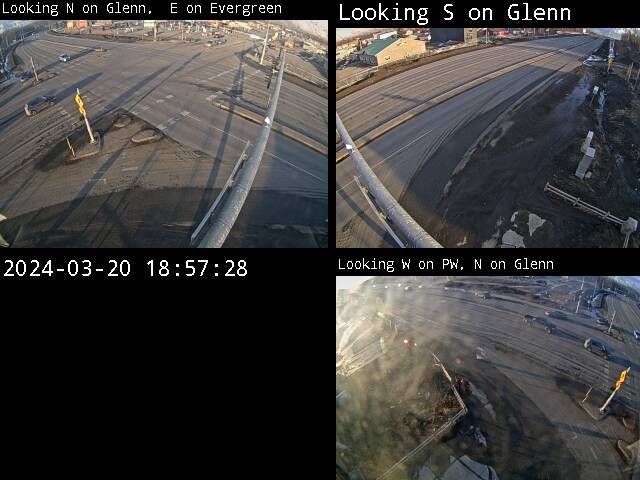 Looking N on Glenn, E on Evergreen
Looking S on Glenn
2024-03-20 18:57:28
Looking W on PW, N on Glenn